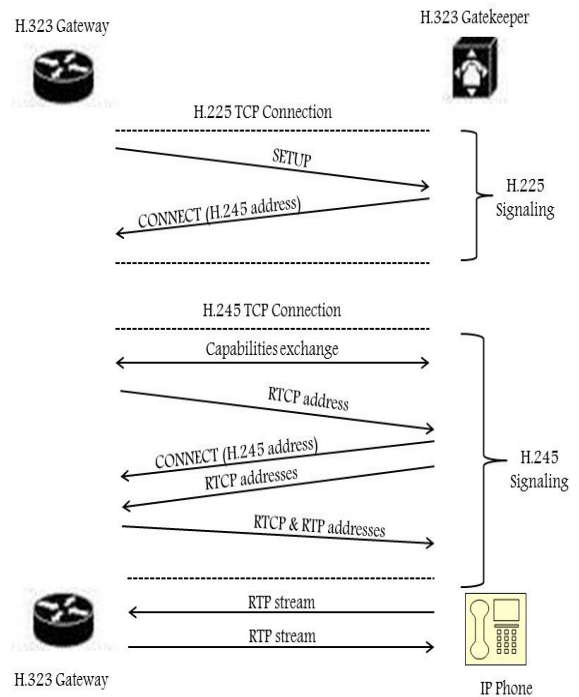 H.323 Gateway
H.323 Gatekeeper
H.225 TCP Connection
SETUP
CONNECT (H.245 address)
H.225
Signaling
H.245 TCP Connection
Capabilities exchange
RTCP address
CONNECT (H.245 address)
RTCP addresses
RTCP & RTP addresses
H.245
Signaling
RTP stream
RTP stream
H.323 Gateway
IP Phone